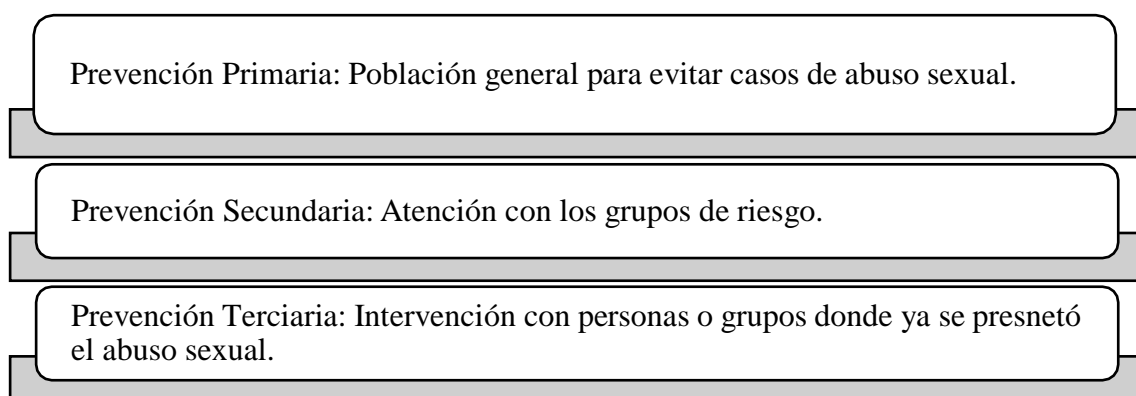 Prevención Primaria: Población general para evitar casos de abuso sexual.
Prevención Secundaria: Atención con los grupos de riesgo.
Prevención Terciaria: Intervención con personas o grupos donde ya se presnetó
el abuso sexual.